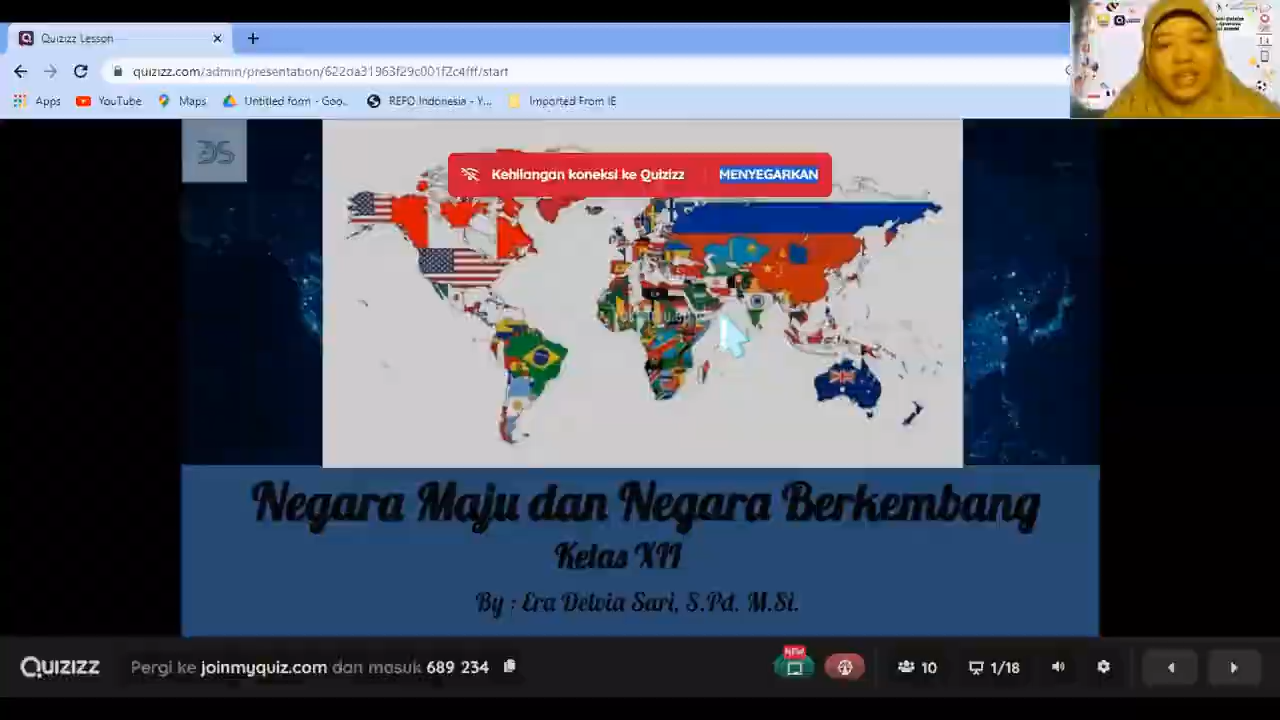 Quizizz Lesson
quizizz.com/admin/presentation/622da31963f29c001f2c4fff/start
Apps YouTube Maps Untitled form - Goo... REFO Indonesia - Y... Imported From IE
35
Kehilangan koneksi ke Quizizz MENYEGARKAN
Negara Maju dan Negara Berkembang
Kelas XII
By : Era Delvia Sari, S.Pd. M.Si.
Quizizz Pergi ke joinmyquiz.com dan masuk 689 234 NEW 10 1/18